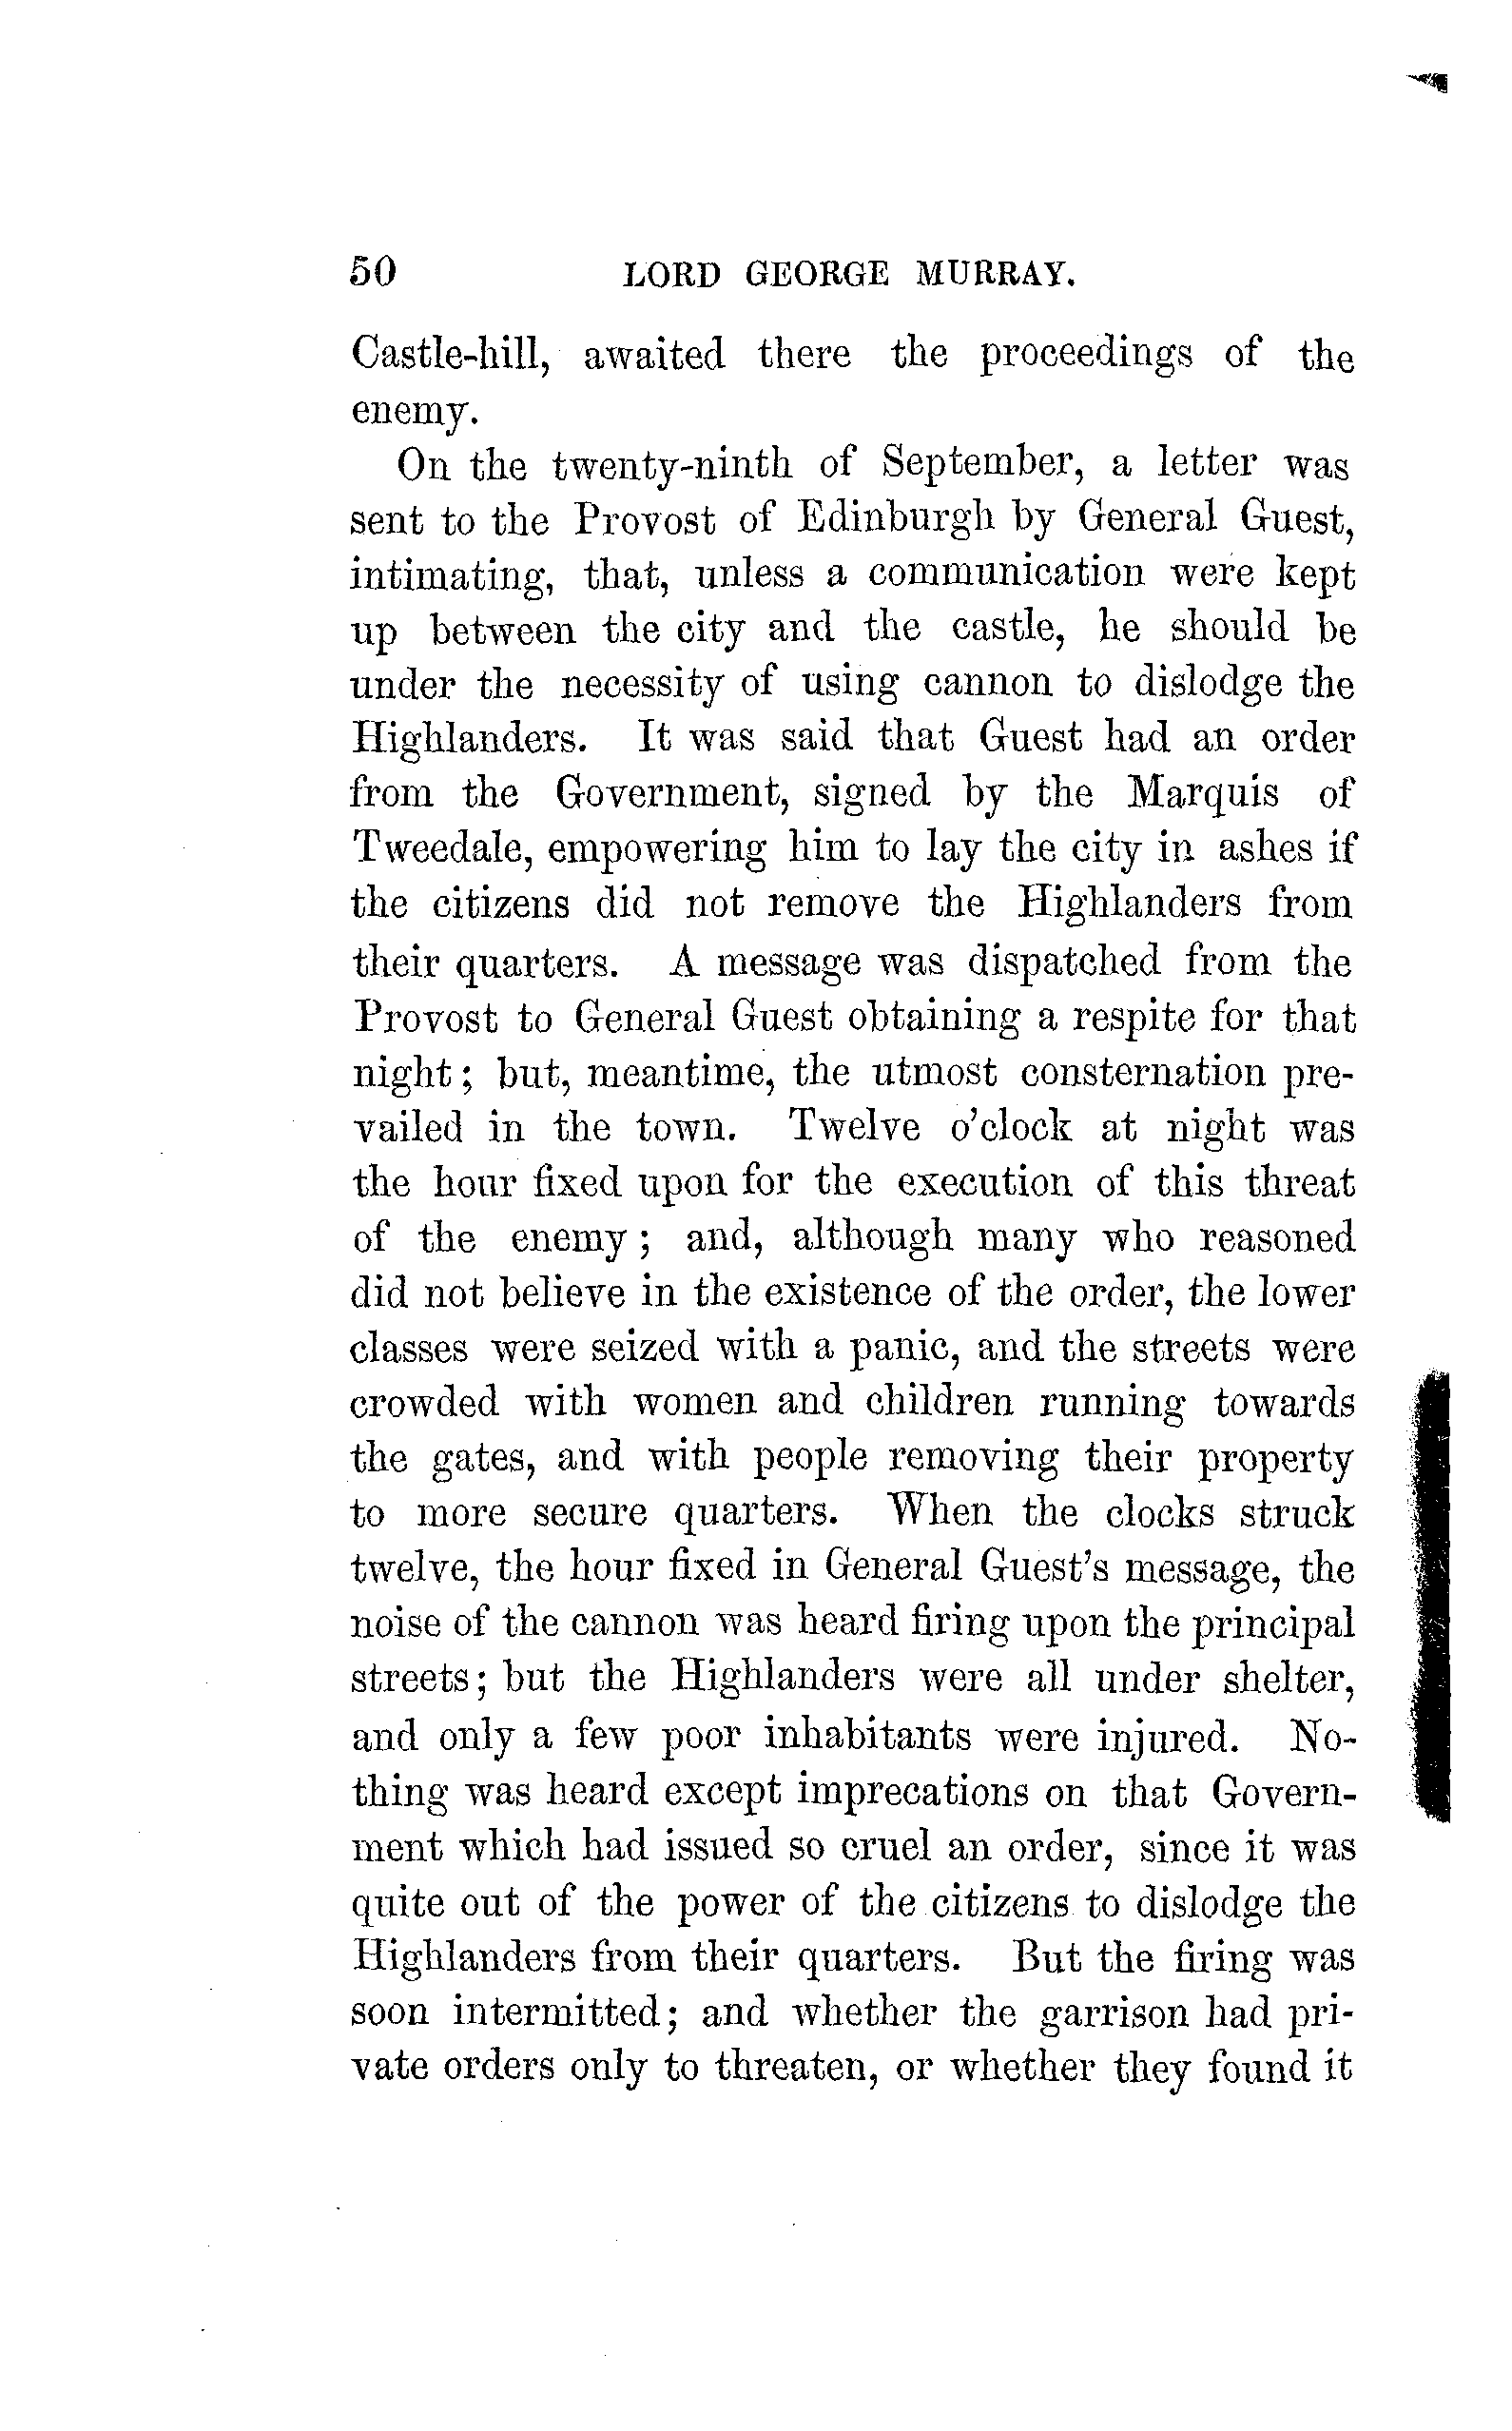 50 LORD GEORGE MURRAY.
Castle-hill, awaited there the proceedings of the
enemy.
On the twenty-ninth of September, a letter was
sent to the Provost of Edinburgh by General Guest,
intimating, that, unless a communication were kept
up between the city and the castle, he should be
under the necessity of using cannon to dislodge the
Highlanders. It was said that Guest had an order
from the Government, signed by the Marquis of
Tweedale, empowering him to lay the city in ashes if
the citizens did not remove the Highlanders from
their quarters. A message was dispatched from the
Provost to General Guest obtaining a respite for that
night; but, meantime, the utmost consternation pre-
vailed in the town. Twelve o'clock at night was
the hour fixed upon for the execution of this threat
of the enemy; and, although many who reasoned
did not believe in the existence of the order, the lower
classes were seized with a panic, and the streets were
crowded with women and children running towards
the gates, and with people removing their property
to more secure quarters. When the clocks struck
twelve, the hour fixed in General Guest's message, the
noise of the cannon was heard firing upon the principal
streets; but the Highlanders were all under shelter,
and only a few poor inhabitants were injured. No-
thing was heard except imprecations on that Govern-
ment which had issued so cruel an order, since it was
quite out of the power of the citizens to dislodge the
Highlanders from their quarters. But the firing was
soon intermitted; and whether the garrison had pri-
vate orders only to threaten, or whether they found it